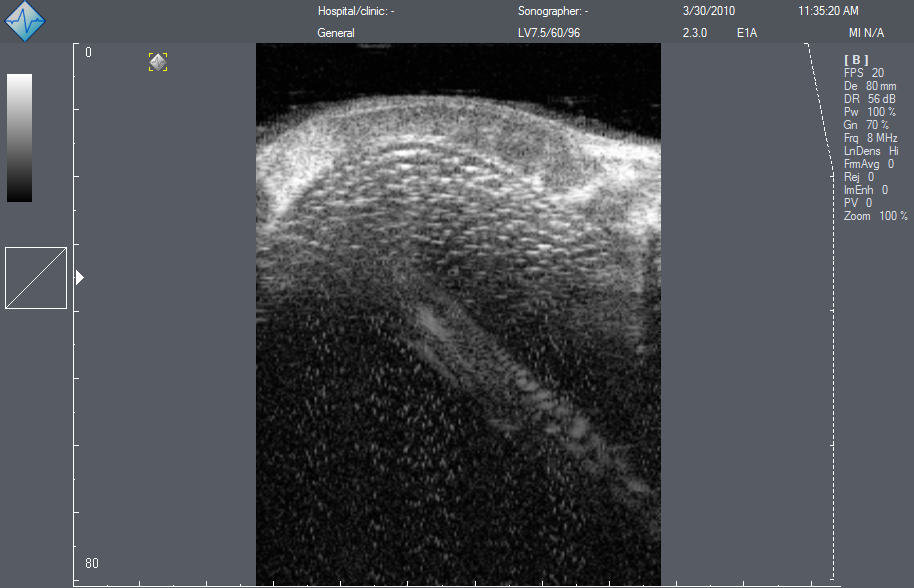 Hospital/clinic: - Sonographer: - 3/30/2010 11:35:20 AM
General LV7.5/60/96 2.3.0 E1A MI N/A
0
[ B ]
FPS 20
De 80 mm
DR 56 dB
Pw 100 %
Gn 70 %
Frq 8 MHz
LnDens Hi
FrmAvg 0
Rej 0
ImEnh 0
PV 0
Zoom 100 %
80